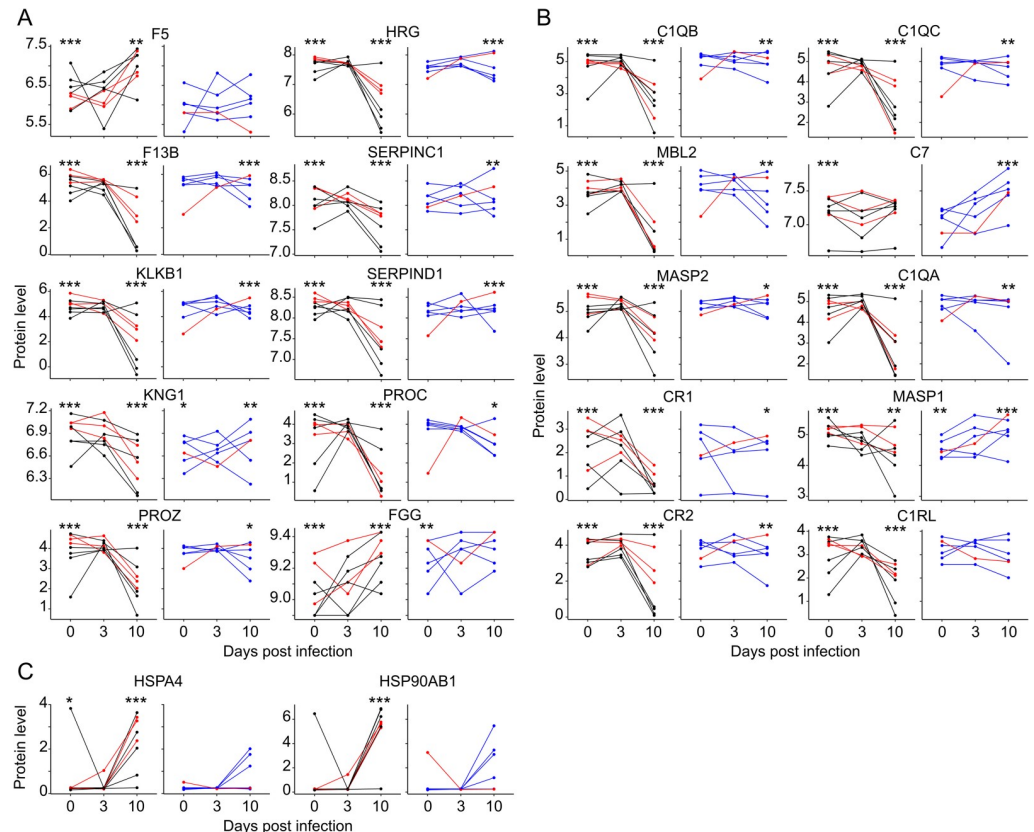 A
B
F5
HRG
C1QB
C1QC
*** ** *** *** *** *** *** ** *** *** **
7.5 8 5 5
6.5 7 3 4
5.5 6 1 3
2
F13B
SERPINC1
MBL2
C7
*** *** *** *** *** ** *** *** ** *** ***
6 8.5 5 7.5
4 8.0 3 7.0
2 7.5 1
0 7.0
KLKB1
SERPIND1
MASP2
C1QA
*** *** *** *** *** *** *** *** *** *** **
6 8.5 5 5
4 8.0 4 3
2 7.5 3 1
0 7.0
KNG1
PROC
CR1
MASP1
*** *** * ** *** *** * *** *** * *** ** ** ***
7.2 4 3 5
6.9 3 2 4
6.6 1 1 3
6.3 0
PROZ
FGG
CR2
C1RL
*** *** * *** *** ** *** *** ** *** ***
4 9.4 4 4
3 9.2 2 3
2 9.0 0 2
1 1
0 3 10 0 3 10 0 3 10 0 3 10 0 3 10 0 3 10 0 3 10 0 3 10
Protein level
Protein level
Days post infection
Days post infection
C
HSPA4
HSP90AB1
* *** ***
4 6
2 4
0 2
0
0 3 10 0 3 10 0 3 10 0 3 10
Protein level
Days post infection